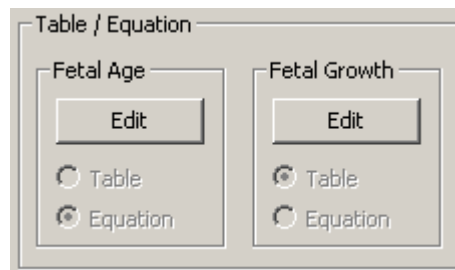 Table / Equation
Fetal Age
Fetal Growth
Edit
Edit
Table
Table
Equation
Equation